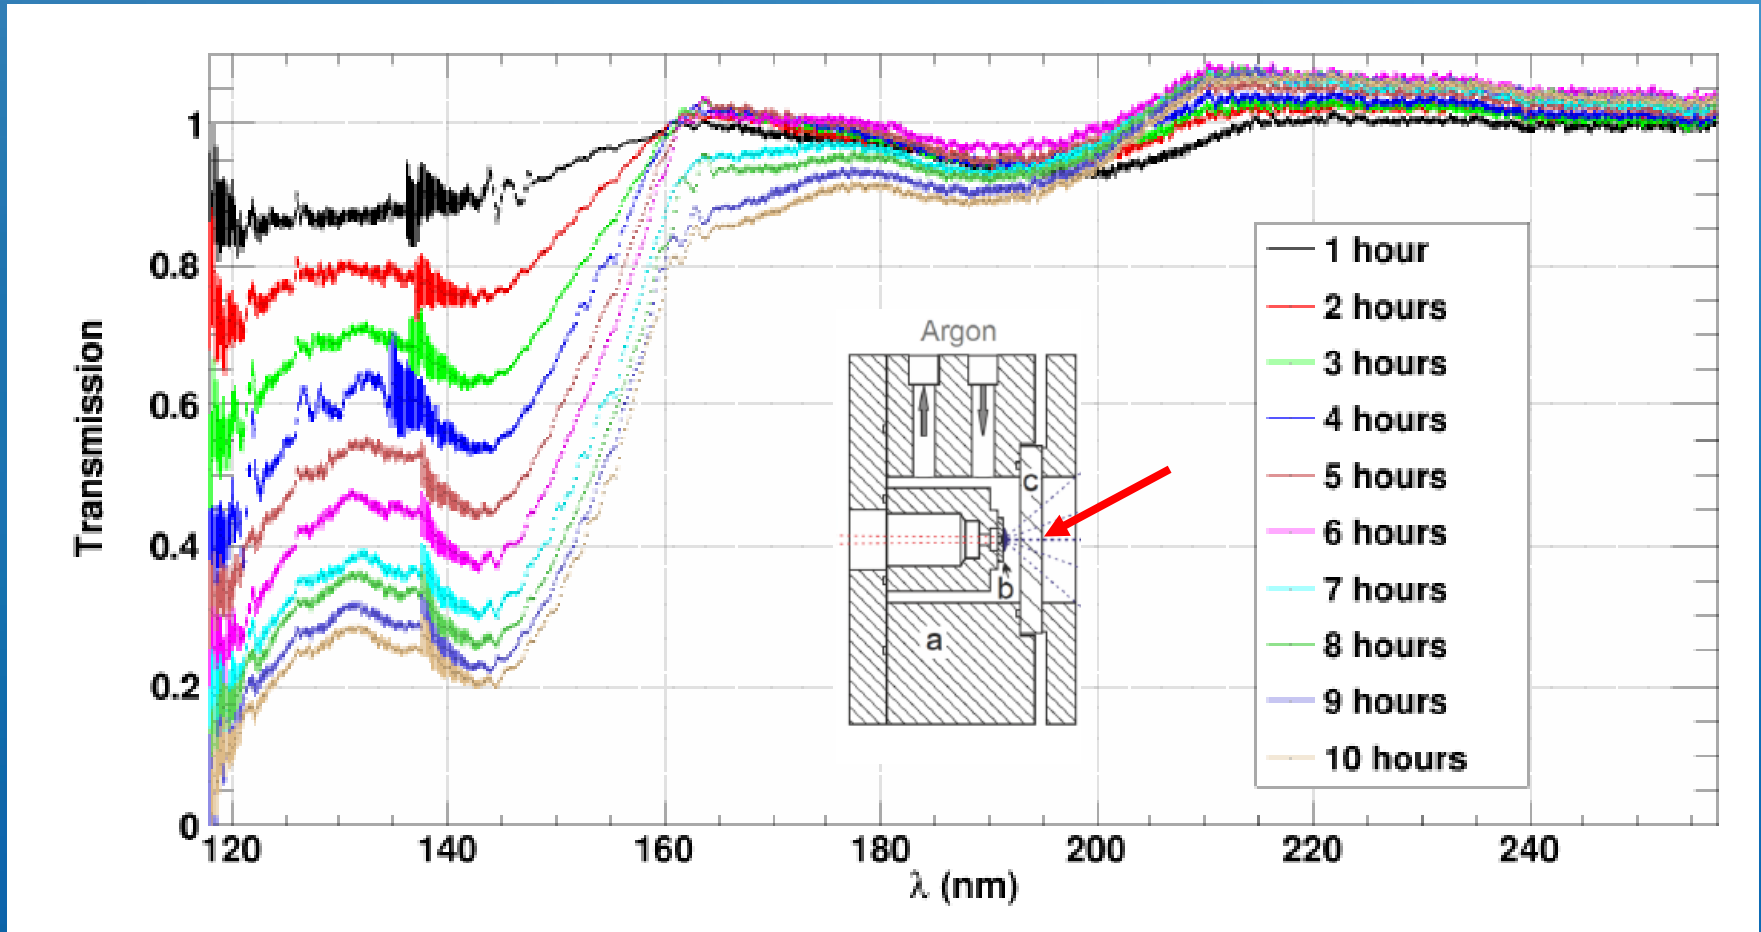 Transmission
1
0.8
0.6
0.4
0.2
0
120 140 160 180 200 220 240
λ (nm)
Argon
c
b
a
1 hour
2 hours
3 hours
4 hours
5 hours
6 hours
7 hours
8 hours
9 hours
10 hours